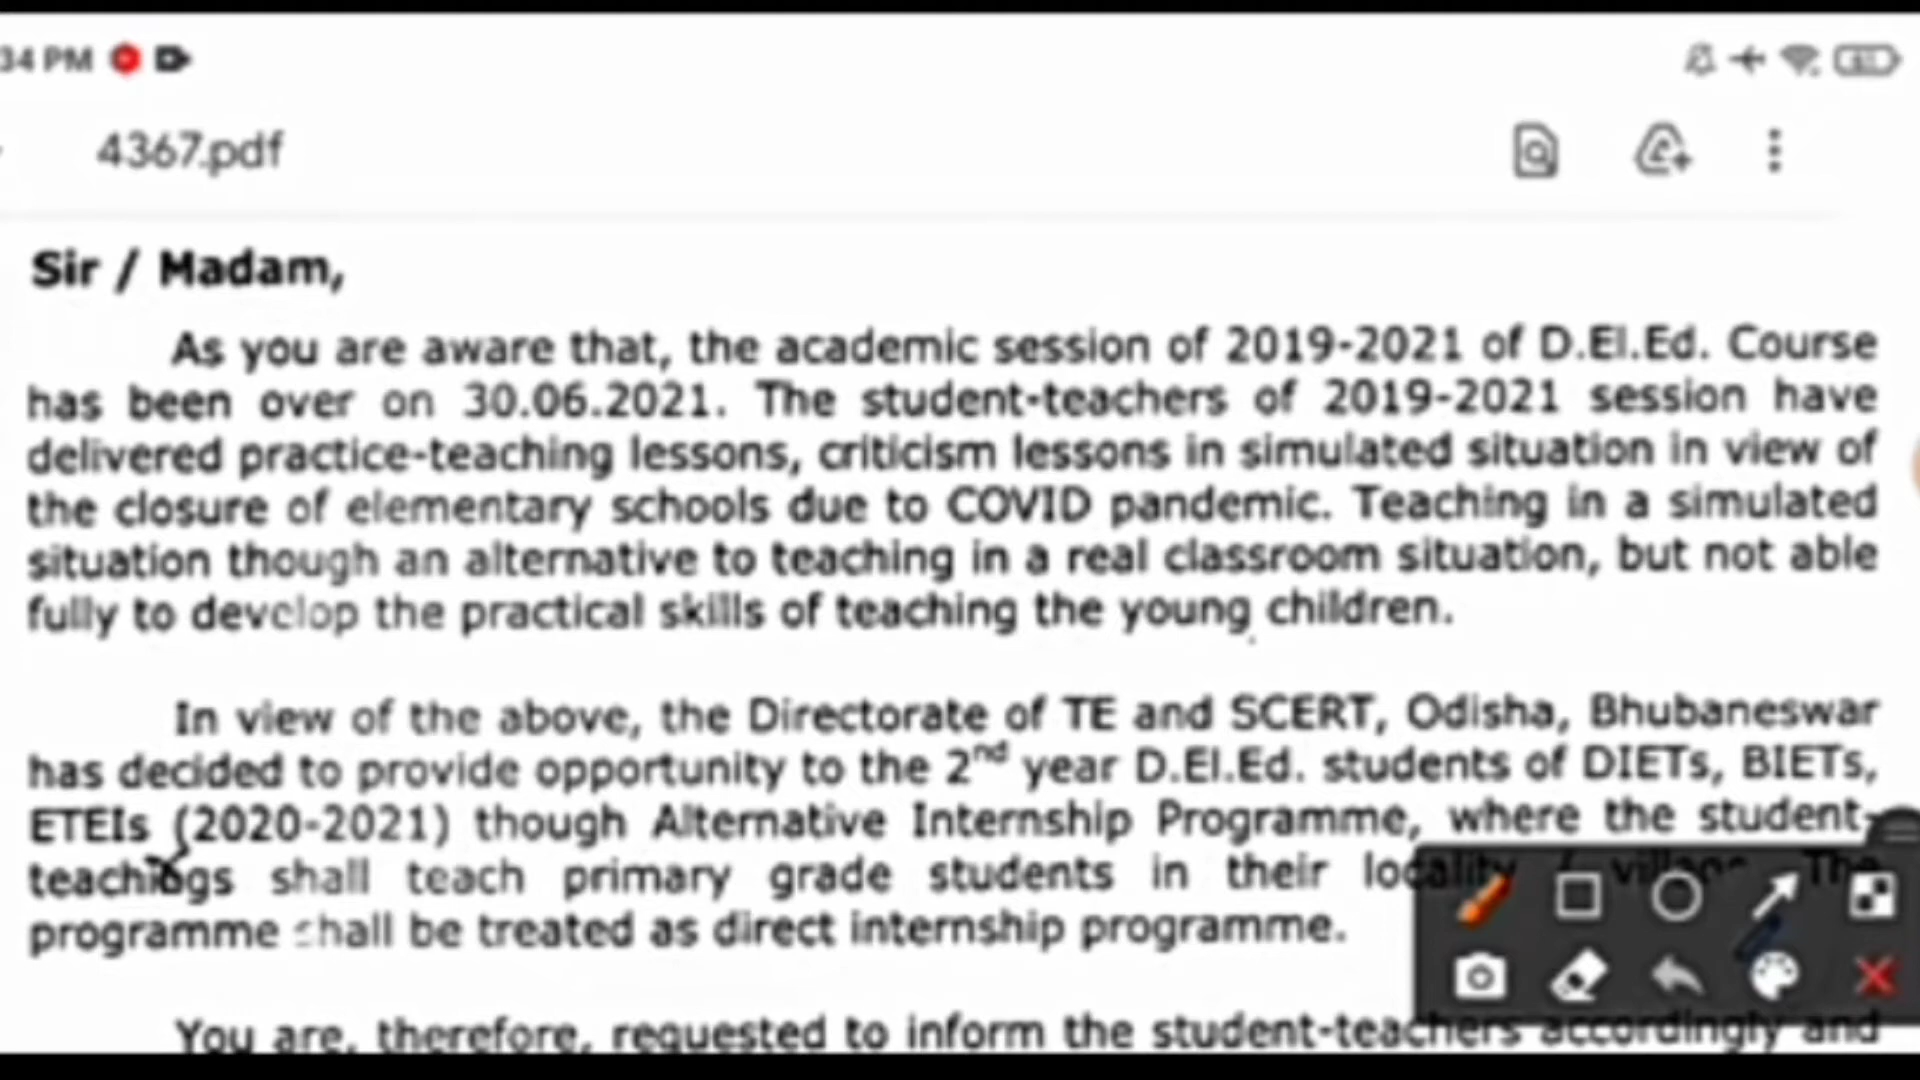 34 PM
4367.pdf
Sir / Madam,
As you are aware that, the academic session of 2019-2021 of D.El.Ed. Course
has been over on 30.06.2021. The student-teachers of 2019-2021 session have
delivered practice-teaching lessons, criticism lessons in simulated situation in view of
the closure of elementary schools due to COVID pandemic. Teaching in a simulated
situation though an alternative to teaching in a real classroom situation, but not able
fully to develop the practical skills of teaching the young children.
In view of the above, the Directorate of TE and SCERT, Odisha, Bhubaneswar
has decided to provide opportunity to the 2nd year D.El.Ed. students of DIETs, BIETs,
ETEIs (2020-2021) though Alternative Internship Programme, where the student-
teachings shall teach primary grade students in their locality / village. The
programme shall be treated as direct internship programme.
You are, therefore, requested to inform the student-teachers accordingly and